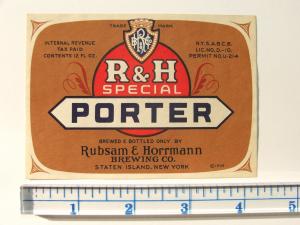 TRADE MARK
INTERNAL REVENUE
TAX PAID
CONTENTS 12 FL. OZ.
N.Y.S.A.B.C.B.
LIC. NO. D-10
PERMIT NO. U-214
R&H
SPECIAL
PORTER
BREWED & BOTTLED ONLY BY
Rubsam & Horrmann
BREWING CO.
STATEN ISLAND, NEW YORK
1 2 3 4 5